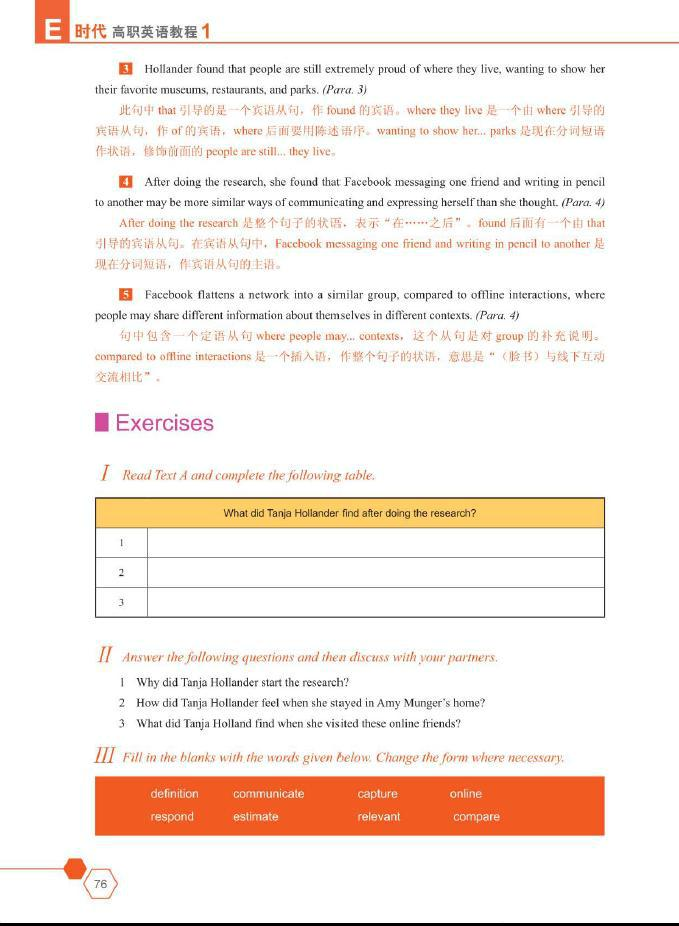 E 时代 高职英语教程 1
3 Hollander found that people are still extremely proud of where they live, wanting to show her
their favorite museums, restaurants, and parks. (Para. 3)
此句中 that 引导的是一个宾语从句，作 found 的宾语。where they live 是一个由 where 引导的
宾语从句，作 of 的宾语，where 后面要用陈述语序。wanting to show her... parks 是现在分词短语
作状语，修饰前面的 people are still... they live。
4 After doing the research, she found that Facebook messaging one friend and writing in pencil
to another may be more similar ways of communicating and expressing herself than she thought. (Para. 4)
After doing the research 是整个句子的状语，表示“在……之后”。found 后面有一个由 that
引导的宾语从句。在宾语从句中，Facebook messaging one friend and writing in pencil to another 是
现在分词短语，作宾语从句的主语。
5 Facebook flattens a network into a similar group, compared to offline interactions, where
people may share different information about themselves in different contexts. (Para. 4)
句中包含一个定语从句 where people may... contexts，这个从句是对 group 的补充说明。
compared to offline interactions 是一个插入语，作整个句子的状语，意思是“（脸书）与线下互动
交流相比”。
Exercises
I Read Text A and complete the following table.
What did Tanja Hollander find after doing the research?
1
2
3
II Answer the following questions and then discuss with your partners.
1 Why did Tanja Hollander start the research?
2 How did Tanja Hollander feel when she stayed in Amy Munger's home?
3 What did Tanja Holland find when she visited these online friends?
III Fill in the blanks with the words given below. Change the form where necessary.
definition communicate capture online
respond estimate relevant compare
76